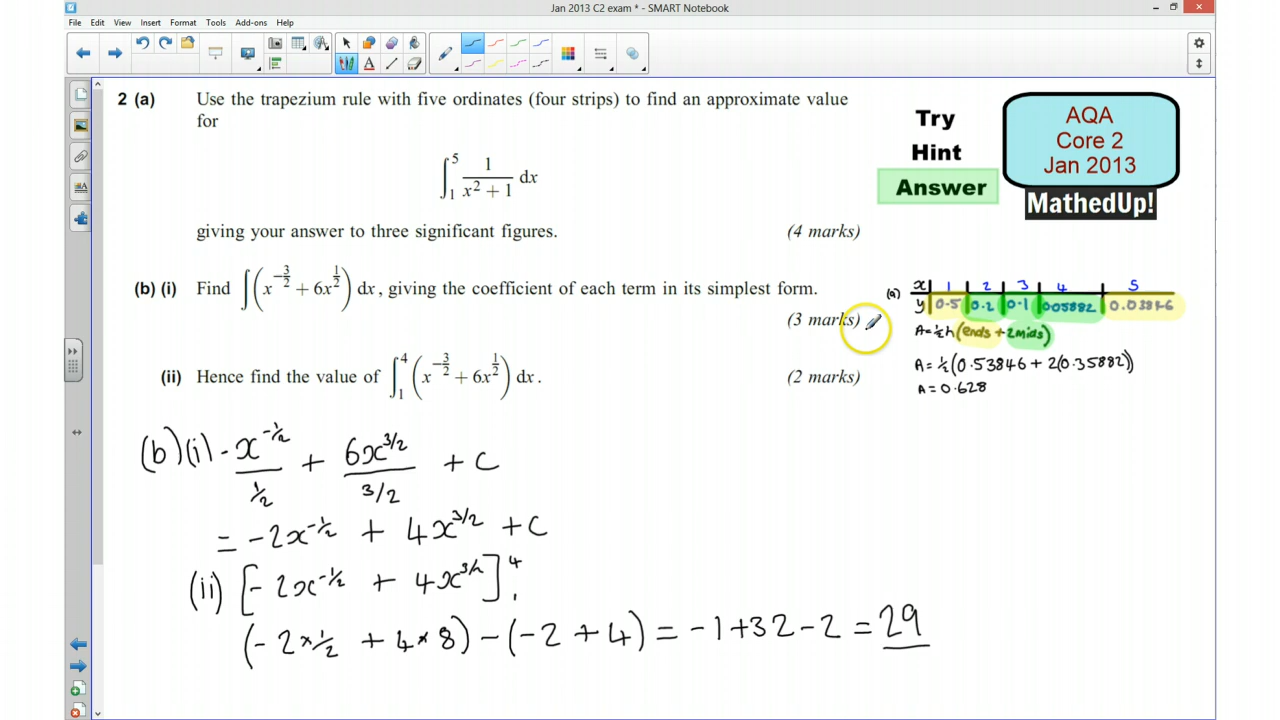 Jan 2013 C2 exam * - SMART Notebook
File Edit View Insert Format Tools Add-ons Help
2 (a) Use the trapezium rule with five ordinates (four strips) to find an approximate value
for
∫₁⁵ 1/(x² + 1) dx
giving your answer to three significant figures. (4 marks)
(b) (i) Find ∫(x^(-3/2) + 6x^(1/2)) dx, giving the coefficient of each term in its simplest form.
(3 marks)
(ii) Hence find the value of ∫₁⁴ (x^(-3/2) + 6x^(1/2)) dx. (2 marks)
Try
Hint
Answer
AQA
Core 2
Jan 2013
MathedUp!
(a) x 1 2 3 4 5
y 0.5 0.2 0.1 0.05882 0.03846
A=½h(ends+2mids)
A=½(0.53846 + 2(0.35882))
A=0.628
(b)(i) -x^(-1/2)/(1/2) + 6x^(3/2)/(3/2) + C
= -2x^(-1/2) + 4x^(3/2) + C
(ii) [-2x^(-1/2) + 4x^(3/2)]₁⁴
(-2×½ + 4×8) - (-2 + 4) = -1+32-2 = 29